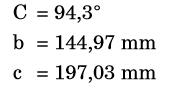 C = 94,3°
b = 144,97 mm
c = 197,03 mm